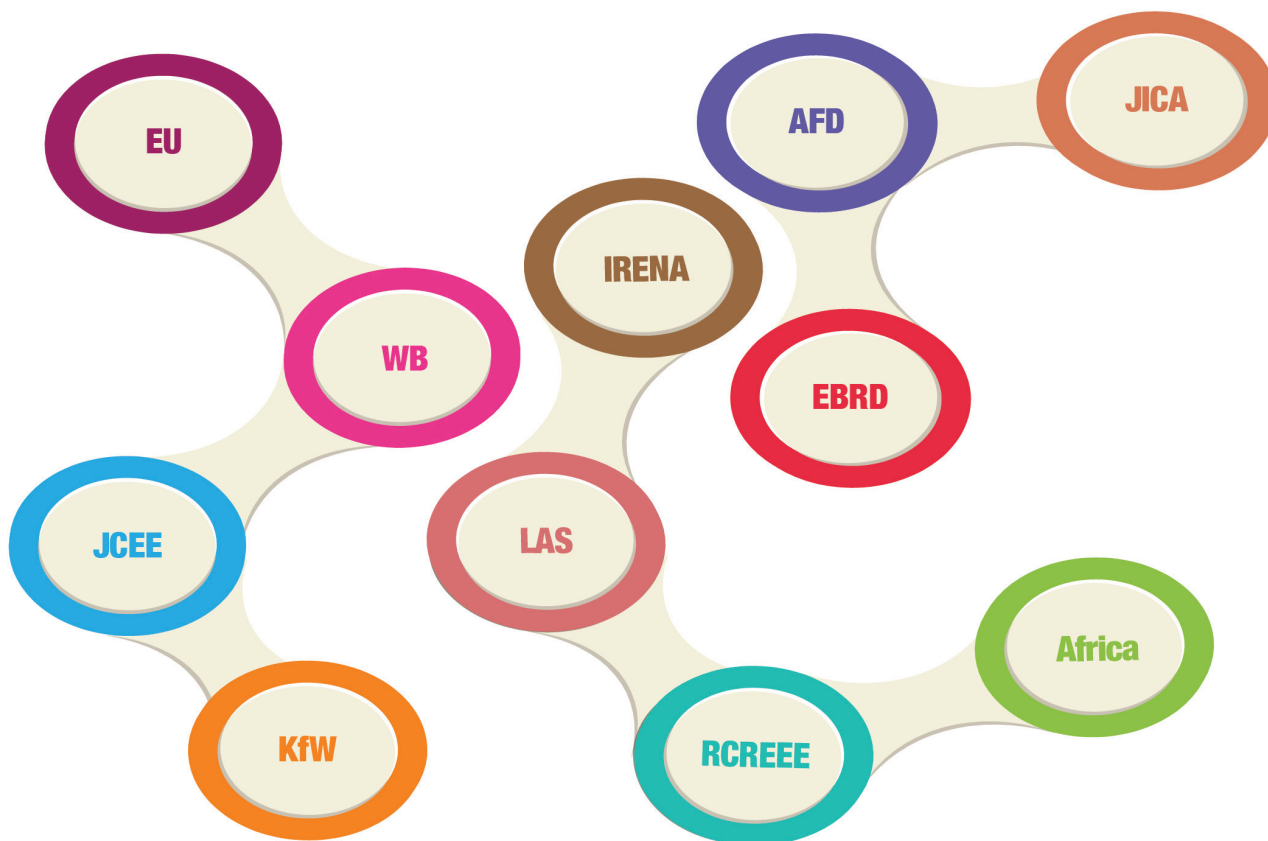 EU
WB
JCEE
KfW
IRENA
LAS
RCREEE
Africa
AFD
JICA
EBRD